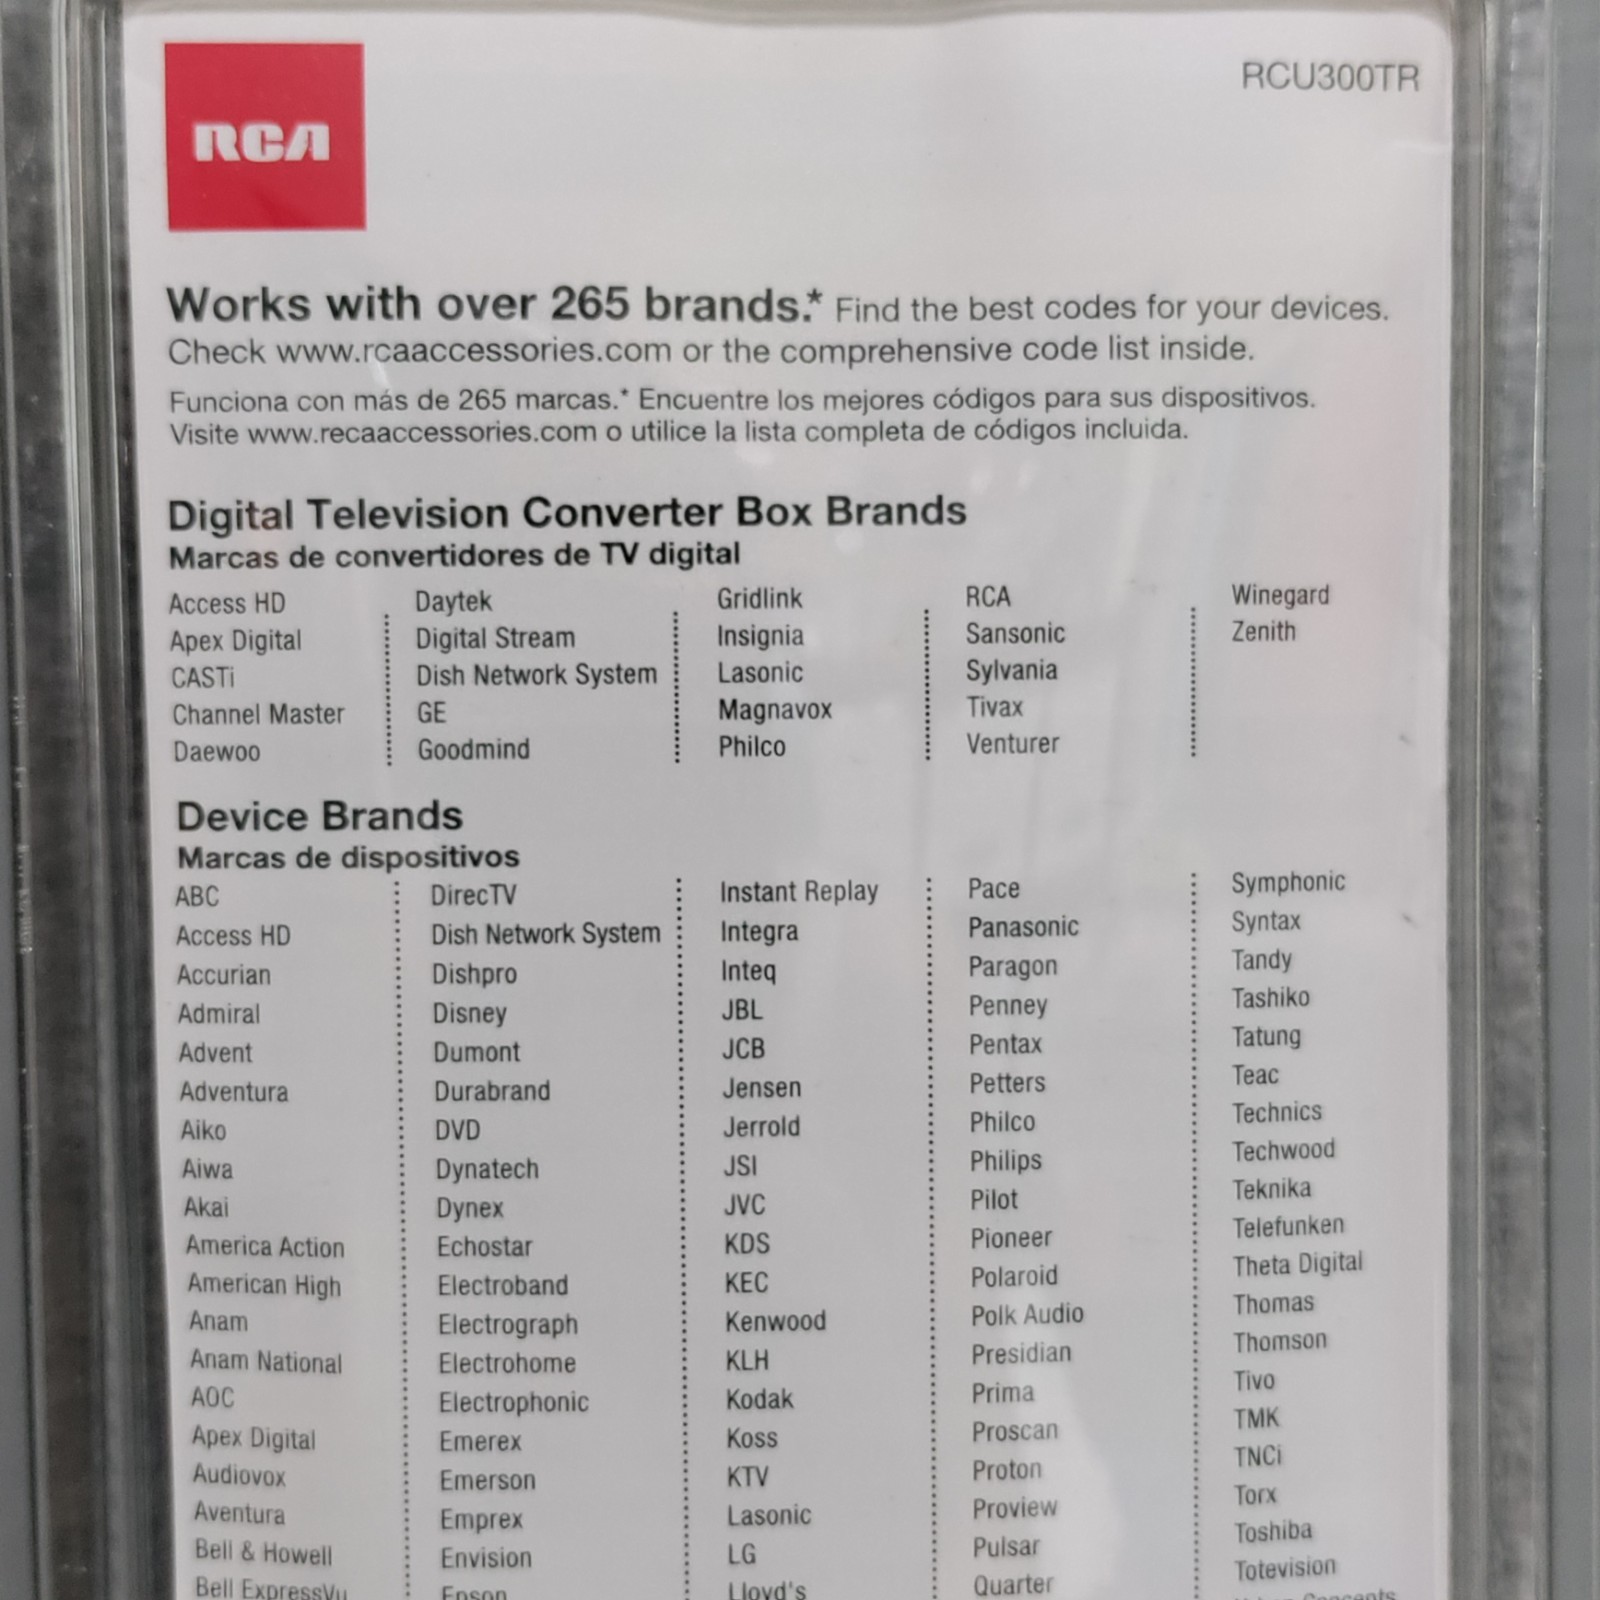 RCA
RCU300TR
Works with over 265 brands.* Find the best codes for your devices.
Check www.rcaaccessories.com or the comprehensive code list inside.
Funciona con más de 265 marcas.* Encuentre los mejores códigos para sus dispositivos.
Visite www.recaaccessories.com o utilice la lista completa de códigos incluida.
Digital Television Converter Box Brands
Marcas de convertidores de TV digital
Access HD
Apex Digital
CASTi
Channel Master
Daewoo
Daytek
Digital Stream
Dish Network System
GE
Goodmind
Gridlink
Insignia
Lasonic
Magnavox
Philco
RCA
Sansonic
Sylvania
Tivax
Venturer
Winegard
Zenith
Device Brands
Marcas de dispositivos
ABC
Access HD
Accurian
Admiral
Advent
Adventura
Aiko
Aiwa
Akai
America Action
American High
Anam
Anam National
AOC
Apex Digital
Audiovox
Aventura
Bell & Howell
Bell ExpressVu
DirecTV
Dish Network System
Dishpro
Disney
Dumont
Durabrand
DVD
Dynatech
Dynex
Echostar
Electroband
Electrograph
Electrohome
Electrophonic
Emerex
Emerson
Emprex
Envision
Epson
Instant Replay
Integra
Inteq
JBL
JCB
Jensen
Jerrold
JSI
JVC
KDS
KEC
Kenwood
KLH
Kodak
Koss
KTV
Lasonic
LG
Lloyd's
Pace
Panasonic
Paragon
Penney
Pentax
Petters
Philco
Philips
Pilot
Pioneer
Polaroid
Polk Audio
Presidian
Prima
Proscan
Proton
Proview
Pulsar
Quarter
Symphonic
Syntax
Tandy
Tashiko
Tatung
Teac
Technics
Techwood
Teknika
Telefunken
Theta Digital
Thomas
Thomson
Tivo
TMK
TNCi
Torx
Toshiba
Totevision
Concepts